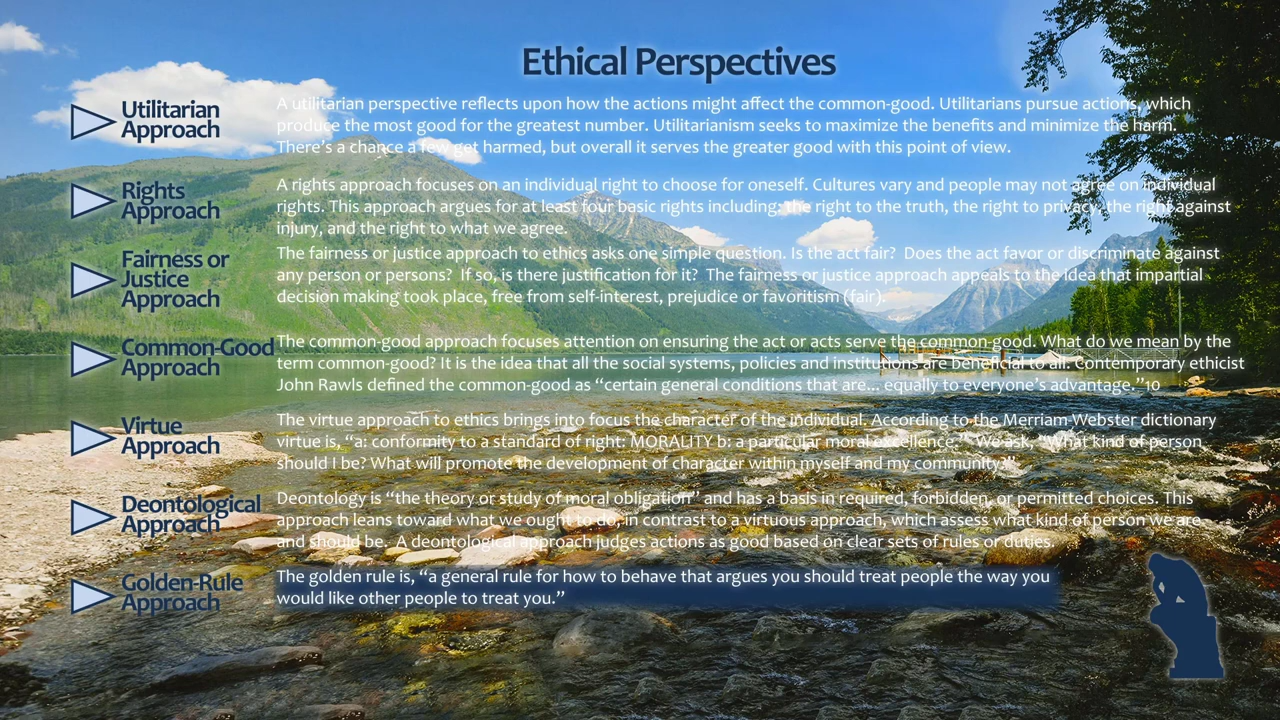 Ethical Perspectives
Utilitarian
Approach
A utilitarian perspective reflects upon how the actions might affect the common-good. Utilitarians pursue actions, which
produce the most good for the greatest number. Utilitarianism seeks to maximize the benefits and minimize the harm.
There's a chance a few get harmed, but overall it serves the greater good with this point of view.
Rights
Approach
A rights approach focuses on an individual right to choose for oneself. Cultures vary and people may not agree on individual
rights. This approach argues for at least four basic rights including: the right to the truth, the right to privacy, the right against
injury, and the right to what we agree.
Fairness or
Justice
Approach
The fairness or justice approach to ethics asks one simple question. Is the act fair?  Does the act favor or discriminate against
any person or persons?  If so, is there justification for it?  The fairness or justice approach appeals to the idea that impartial
decision making took place, free from self-interest, prejudice or favoritism (fair).
Common-Good
Approach
The common-good approach focuses attention on ensuring the act or acts serve the common-good. What do we mean by the
term common-good? It is the idea that all the social systems, policies and institutions are beneficial to all. Contemporary ethicist
John Rawls defined the common-good as “certain general conditions that are... equally to everyone's advantage.”10
Virtue
Approach
The virtue approach to ethics brings into focus the character of the individual. According to the Merriam-Webster dictionary
virtue is, “a: conformity to a standard of right: MORALITY b: a particular moral excellence.”  We ask, “What kind of person
should I be? What will promote the development of character within myself and my community.”
Deontological
Approach
Deontology is “the theory or study of moral obligation” and has a basis in required, forbidden, or permitted choices. This
approach leans toward what we ought to do, in contrast to a virtuous approach, which assess what kind of person we are
and should be.  A deontological approach judges actions as good based on clear sets of rules or duties.
Golden-Rule
Approach
The golden rule is, “a general rule for how to behave that argues you should treat people the way you
would like other people to treat you.”